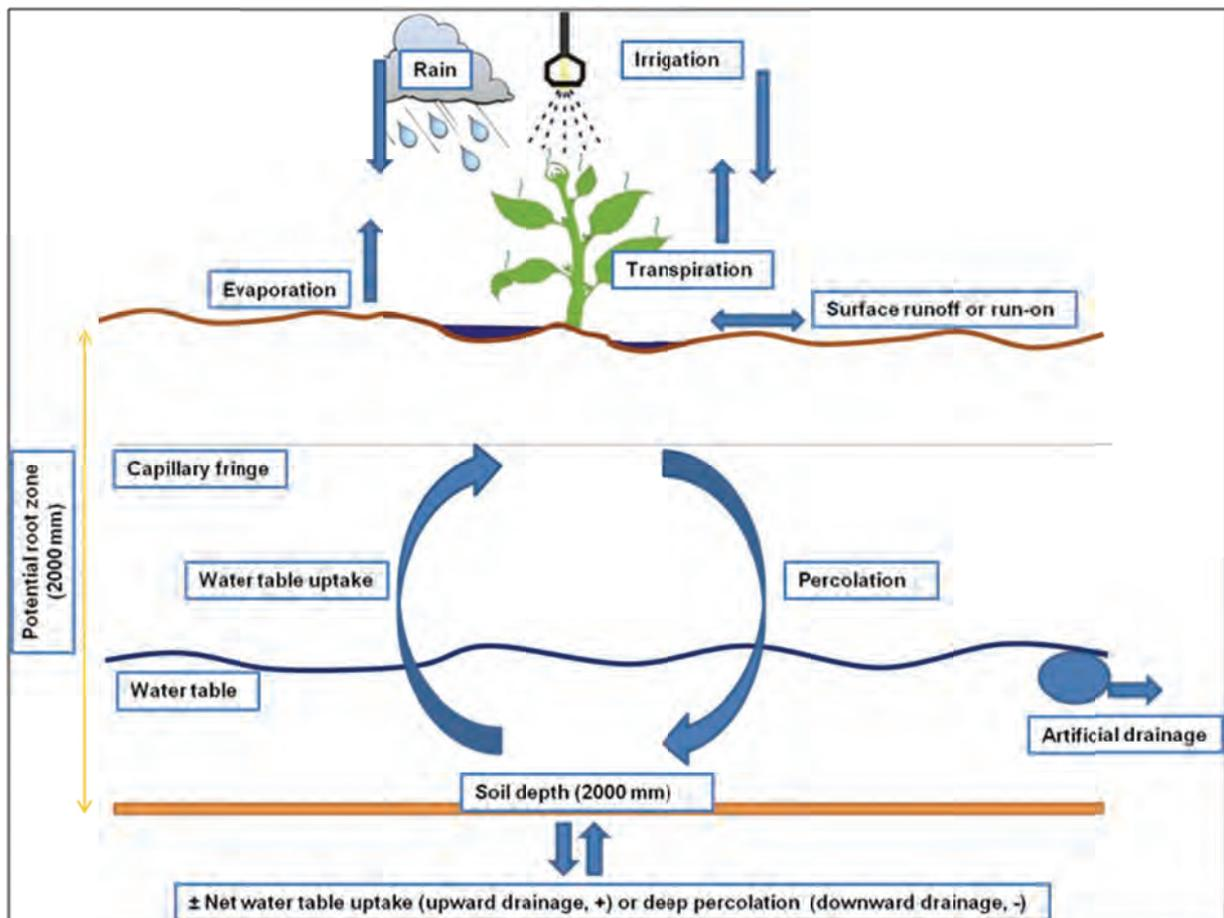 Rain
Irrigation
Transpiration
Evaporation
Surface runoff or run-on
Potential root zone
(2000 mm)
Capillary fringe
Water table uptake
Percolation
Water table
Artificial drainage
Soil depth (2000 mm)
± Net water table uptake (upward drainage, +) or deep percolation (downward drainage, -)